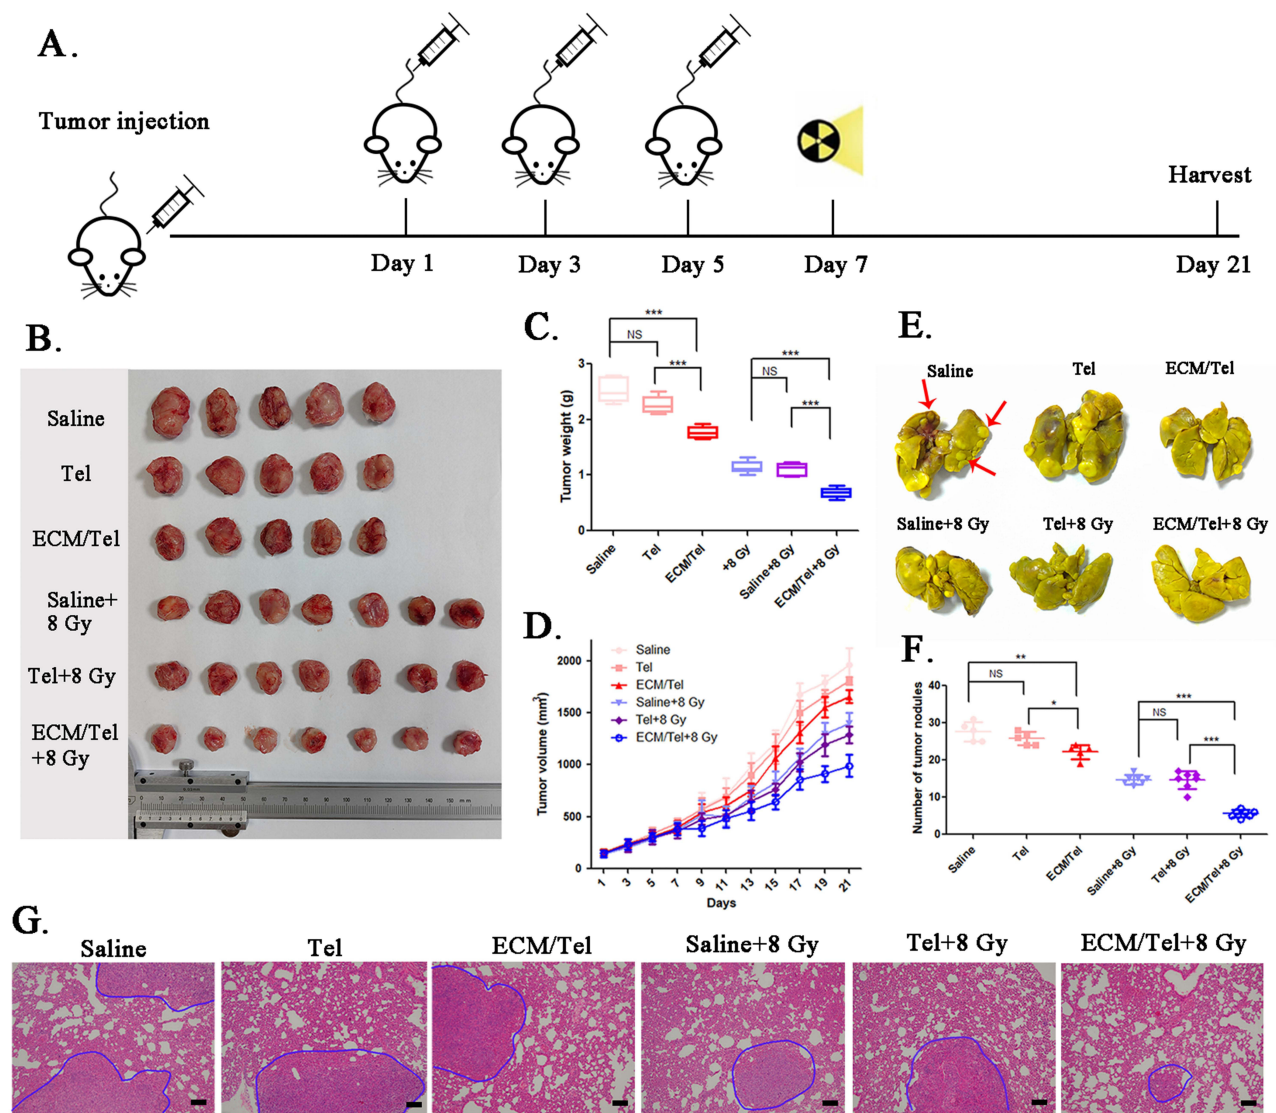 A.
Tumor injection
Harvest
Day 1
Day 3
Day 5
Day 7
Day 21
B.
Saline
Tel
ECM/Tel
Saline+
8 Gy
Tel+8 Gy
ECM/Tel
+8 Gy
C.
***
NS
***
***
NS
***
Tumor weight (g)
3
2
1
0
Saline
Tel
ECM/Tel
+8 Gy
Saline+8 Gy
ECM/Tel+8 Gy
D.
Saline
Tel
ECM/Tel
Saline+8 Gy
Tel+8 Gy
ECM/Tel+8 Gy
Tumor volume (mm³)
2000
1500
1000
500
0
1 3 5 7 9 11 13 15 17 19 21
Days
E.
Saline
Tel
ECM/Tel
Saline+8 Gy
Tel+8 Gy
ECM/Tel+8 Gy
F.
**
NS
*
***
NS
***
Number of tumor nodules
40
30
20
10
0
Saline
Tel
ECM/Tel
Saline+8 Gy
Tel+8 Gy
ECM/Tel+8 Gy
G.
Saline
Tel
ECM/Tel
Saline+8 Gy
Tel+8 Gy
ECM/Tel+8 Gy